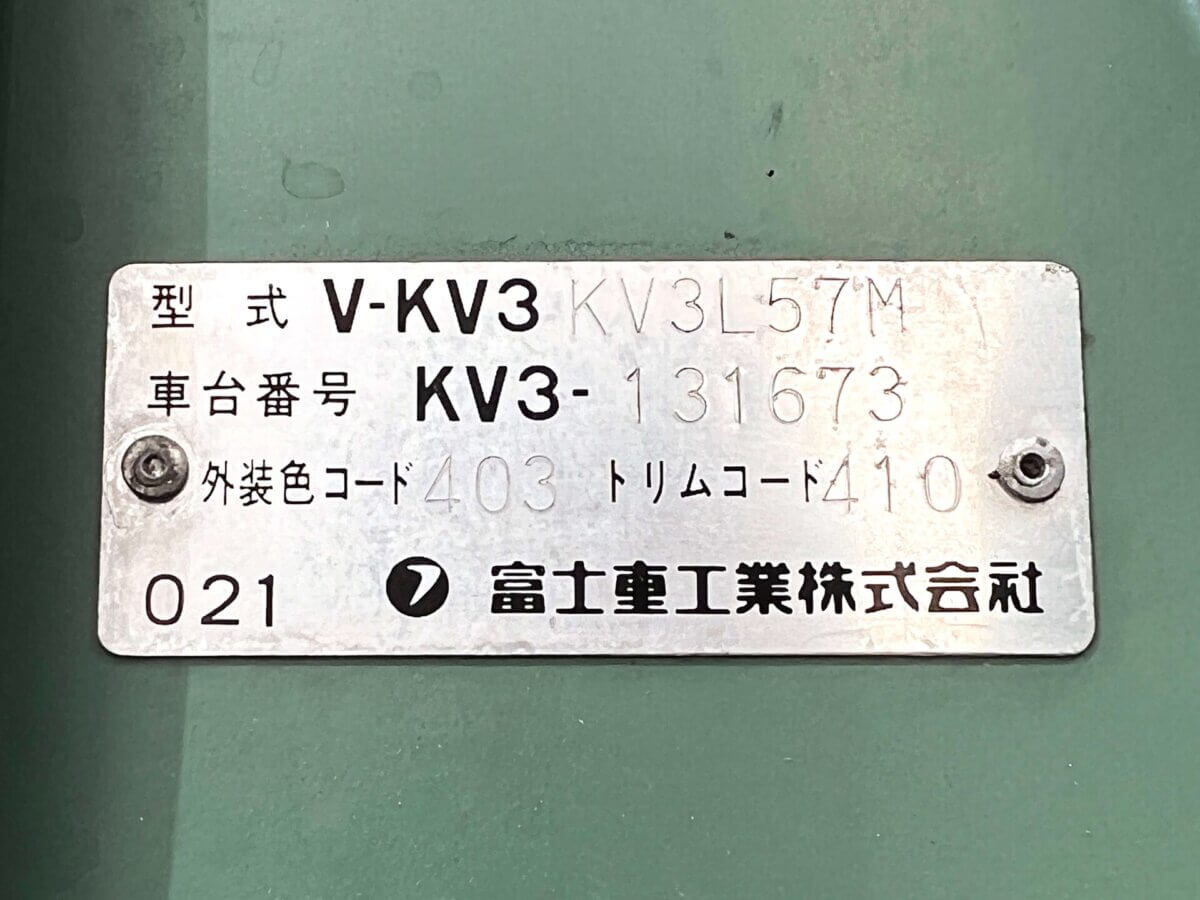 型式 V-KV3 KV3L57M
車台番号 KV3-131673
外装色コード 403 トリムコード 410
021 フ 富士重工業株式会社